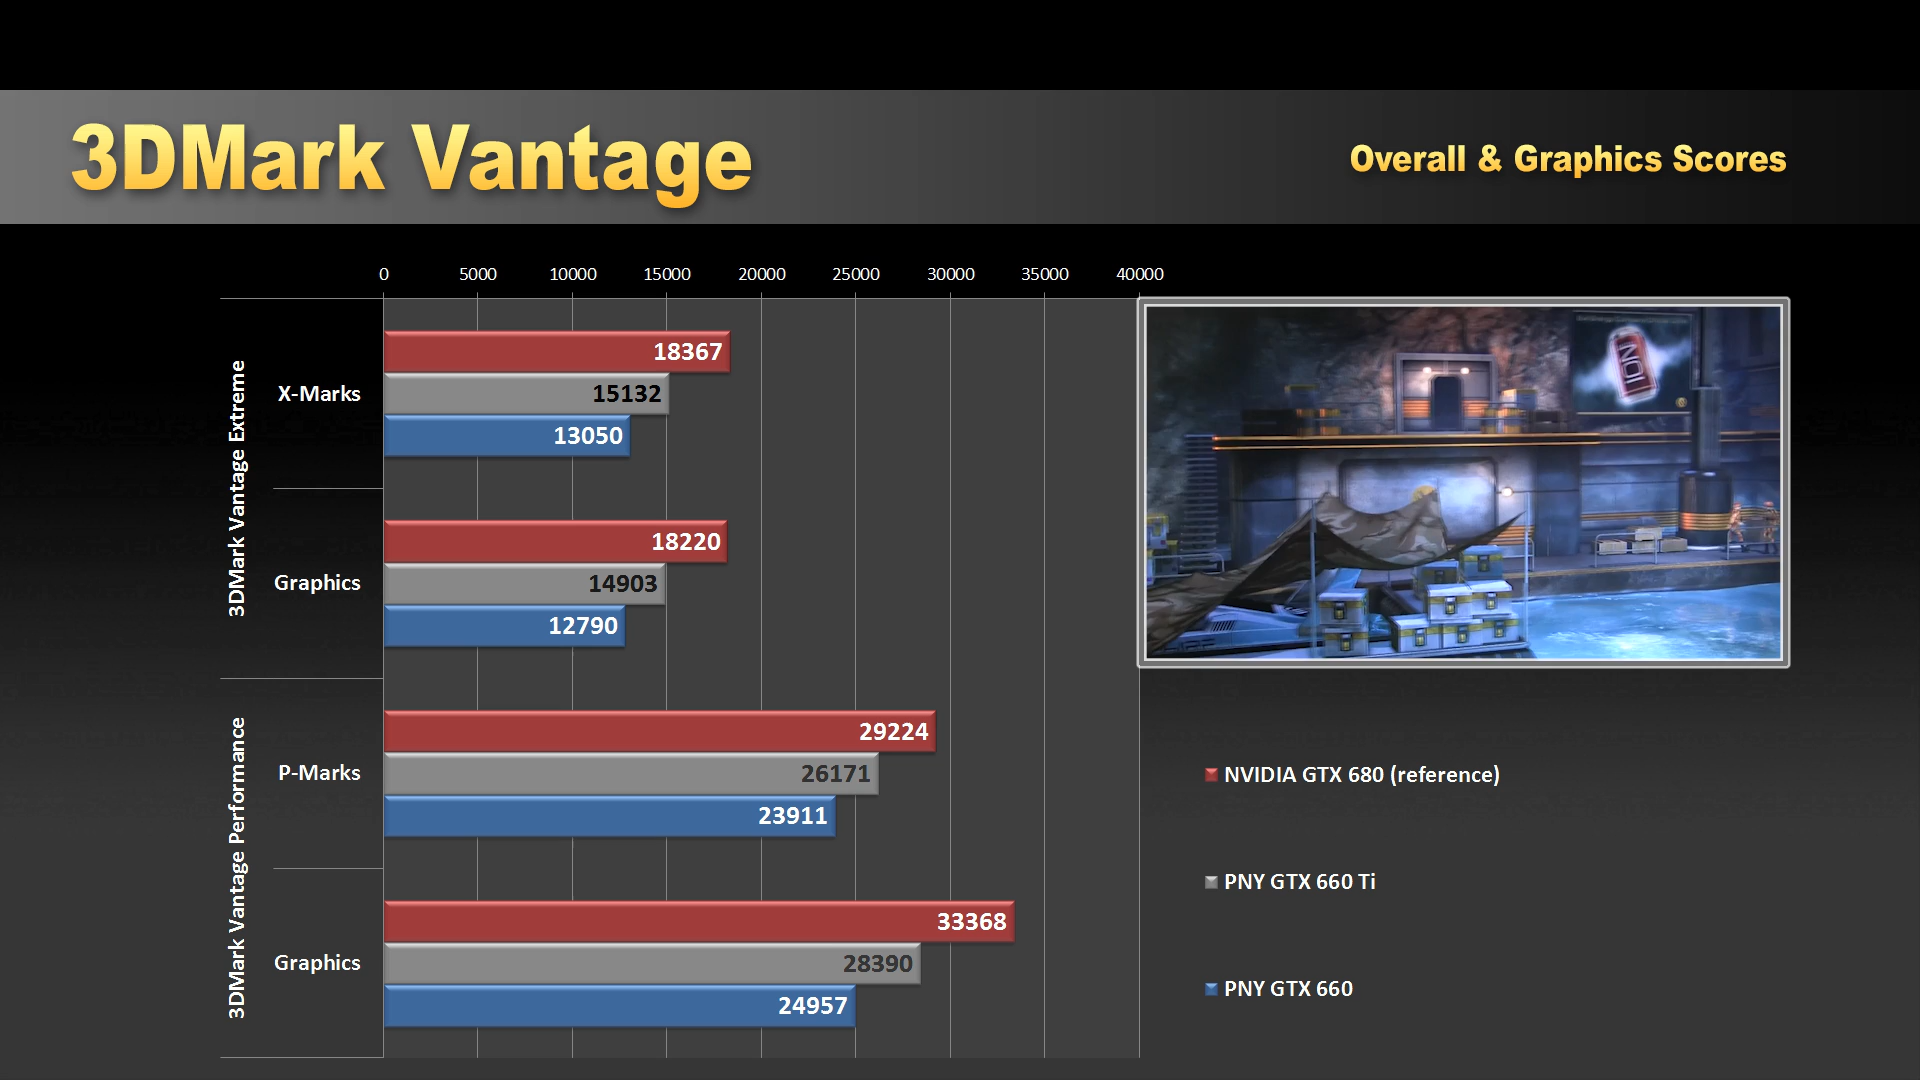 3DMark Vantage
Overall & Graphics Scores
0 5000 10000 15000 20000 25000 30000 35000 40000
3DMark Vantage Extreme
X-Marks
18367
15132
13050
Graphics
18220
14903
12790
3DMark Vantage Performance
P-Marks
29224
26171
23911
Graphics
33368
28390
24957
ION
NVIDIA GTX 680 (reference)
PNY GTX 660 Ti
PNY GTX 660